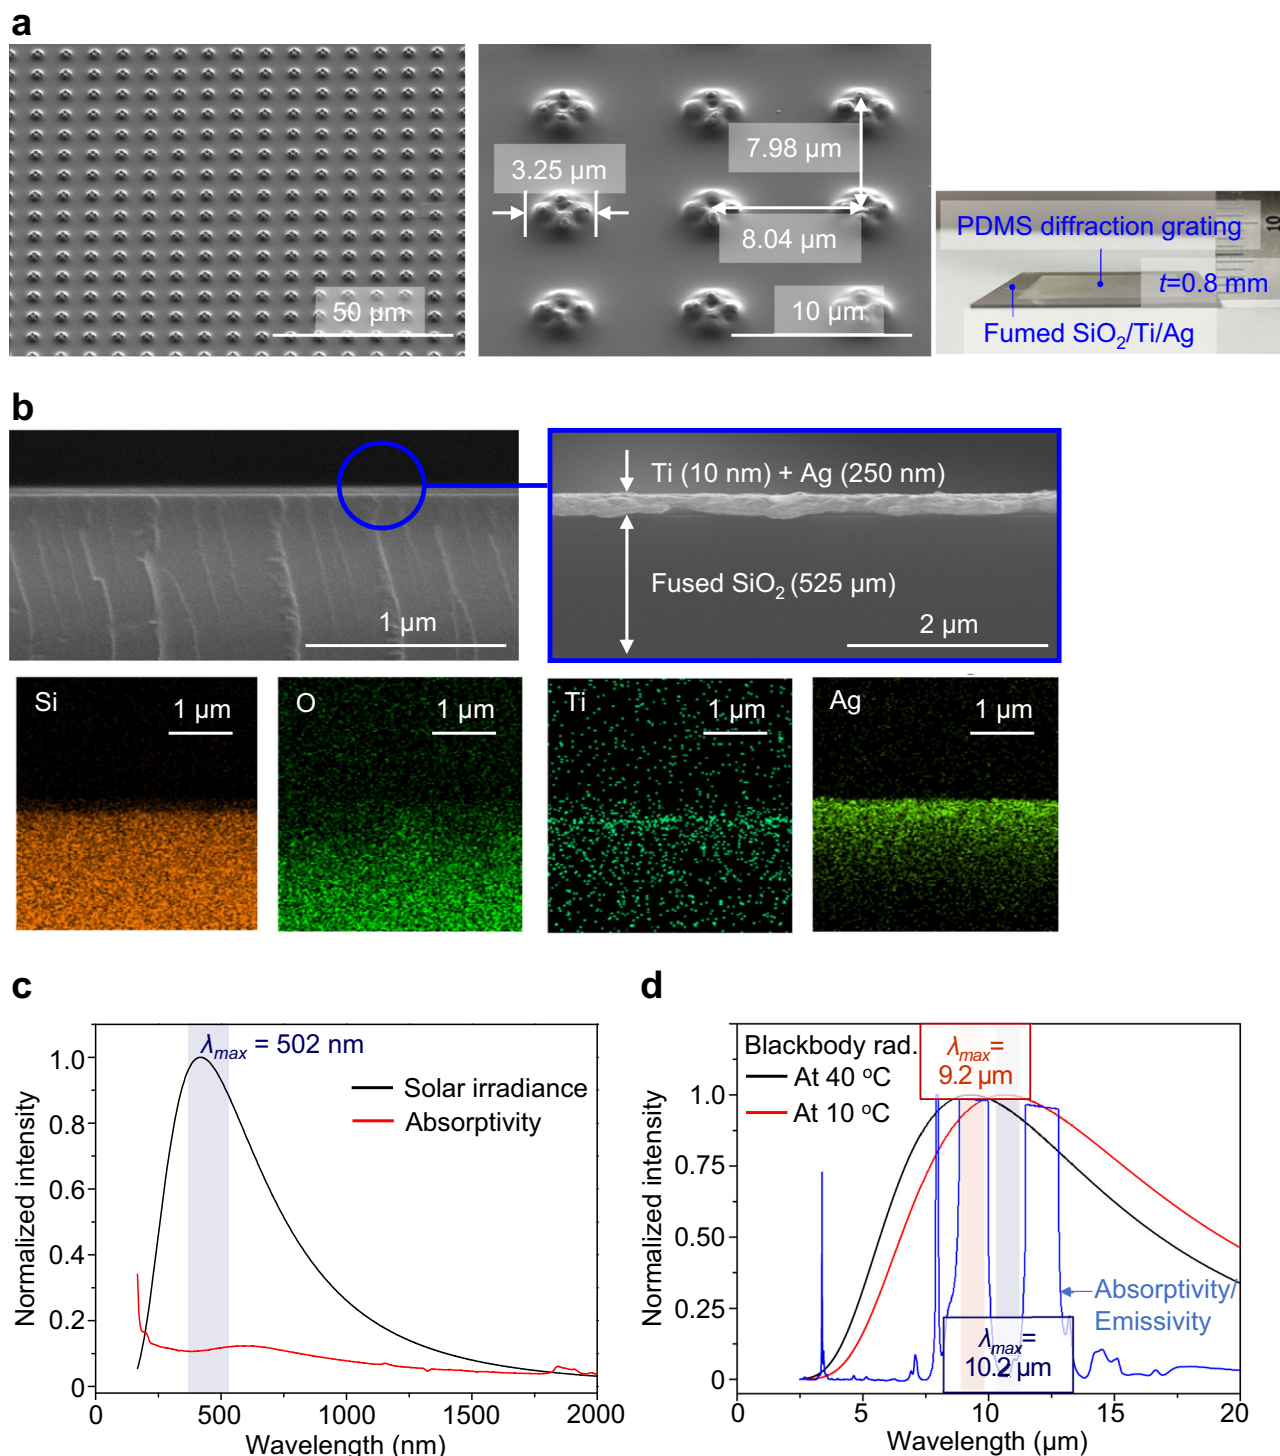 a
50 µm
3.25 µm
7.98 µm
8.04 µm
10 µm
10
PDMS diffraction grating
t=0.8 mm
Fumed SiO₂/Ti/Ag
b
1 µm
Ti (10 nm) + Ag (250 nm)
Fused SiO₂ (525 µm)
2 µm
Si
1 µm
O
1 µm
Ti
1 µm
Ag
1 µm
c
λmax = 502 nm
Solar irradiance
Absorptivity
Normalized intensity
1.0
0.8
0.6
0.4
0.2
0
0
500
1000
1500
2000
Wavelength (nm)
d
Blackbody rad.
At 40 °C
At 10 °C
λmax=
9.2 µm
Absorptivity/
Emissivity
λmax=
10.2 µm
Normalized intensity
1.0
0.75
0.50
0.25
0
0
5
10
15
20
Wavelength (µm)